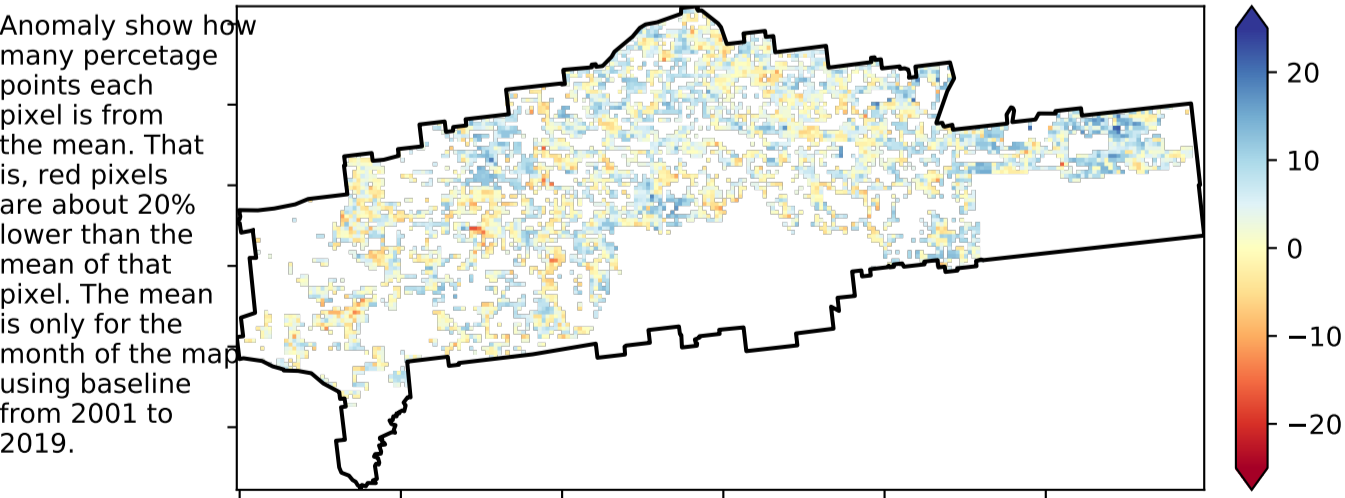 Anomaly show how
many percetage
points each
pixel is from
the mean. That
is, red pixels
are about 20%
lower than the
mean of that
pixel. The mean
is only for the
month of the map
using baseline
from 2001 to
2019.
20
10
0
−10
−20